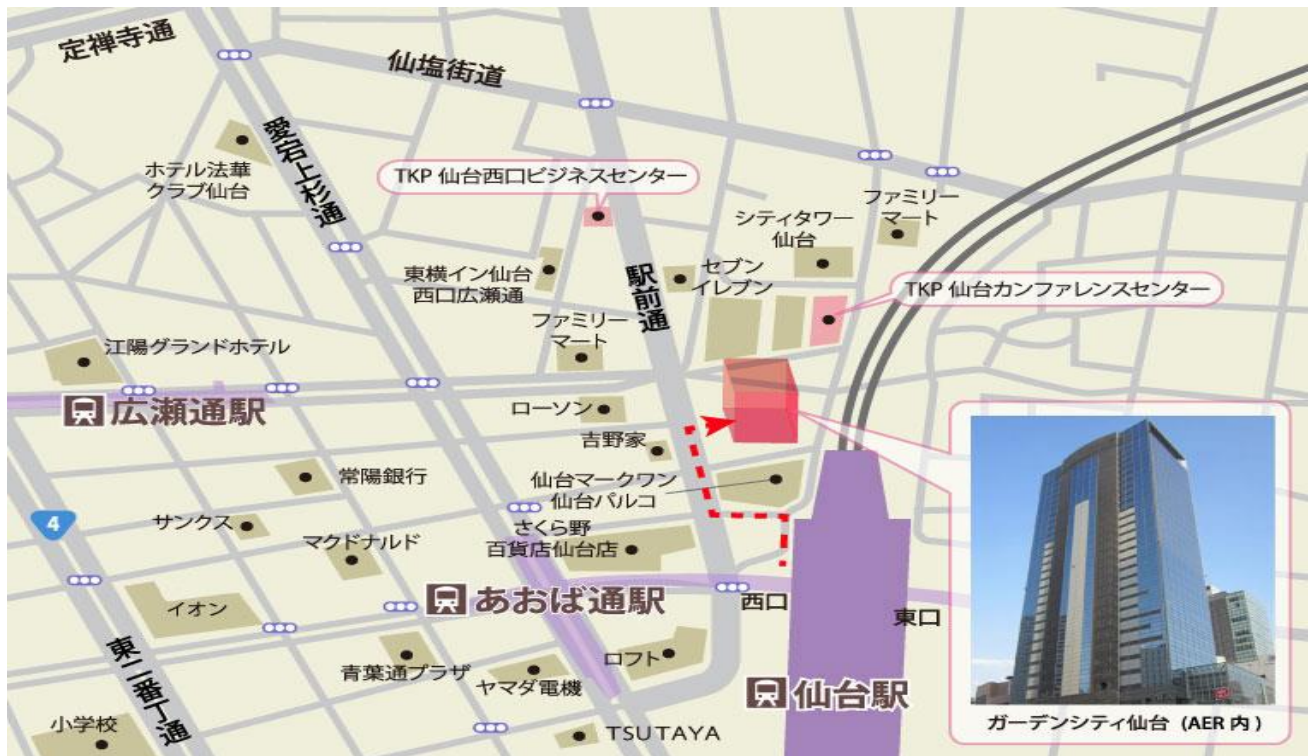 定禅寺通
仙塩街道
愛宕上杉通
ホテル法華
クラブ仙台
TKP 仙台西口ビジネスセンター
シティタワー
仙台
ファミリー
マート
東横イン仙台
西口広瀬通
駅前通
セブン
イレブン
TKP 仙台カンファレンスセンター
ファミリー
マート
江陽グランドホテル
広瀬通駅
ローソン
吉野家
常陽銀行
仙台マークワン
仙台パルコ
4
サンクス
マクドナルド
さくら野
百貨店仙台店
あおば通駅
イオン
西口
東口
東二番丁通
青葉通プラザ
ヤマダ電機
ロフト
仙台駅
小学校
TSUTAYA
ガーデンシティ仙台 (AER 内)